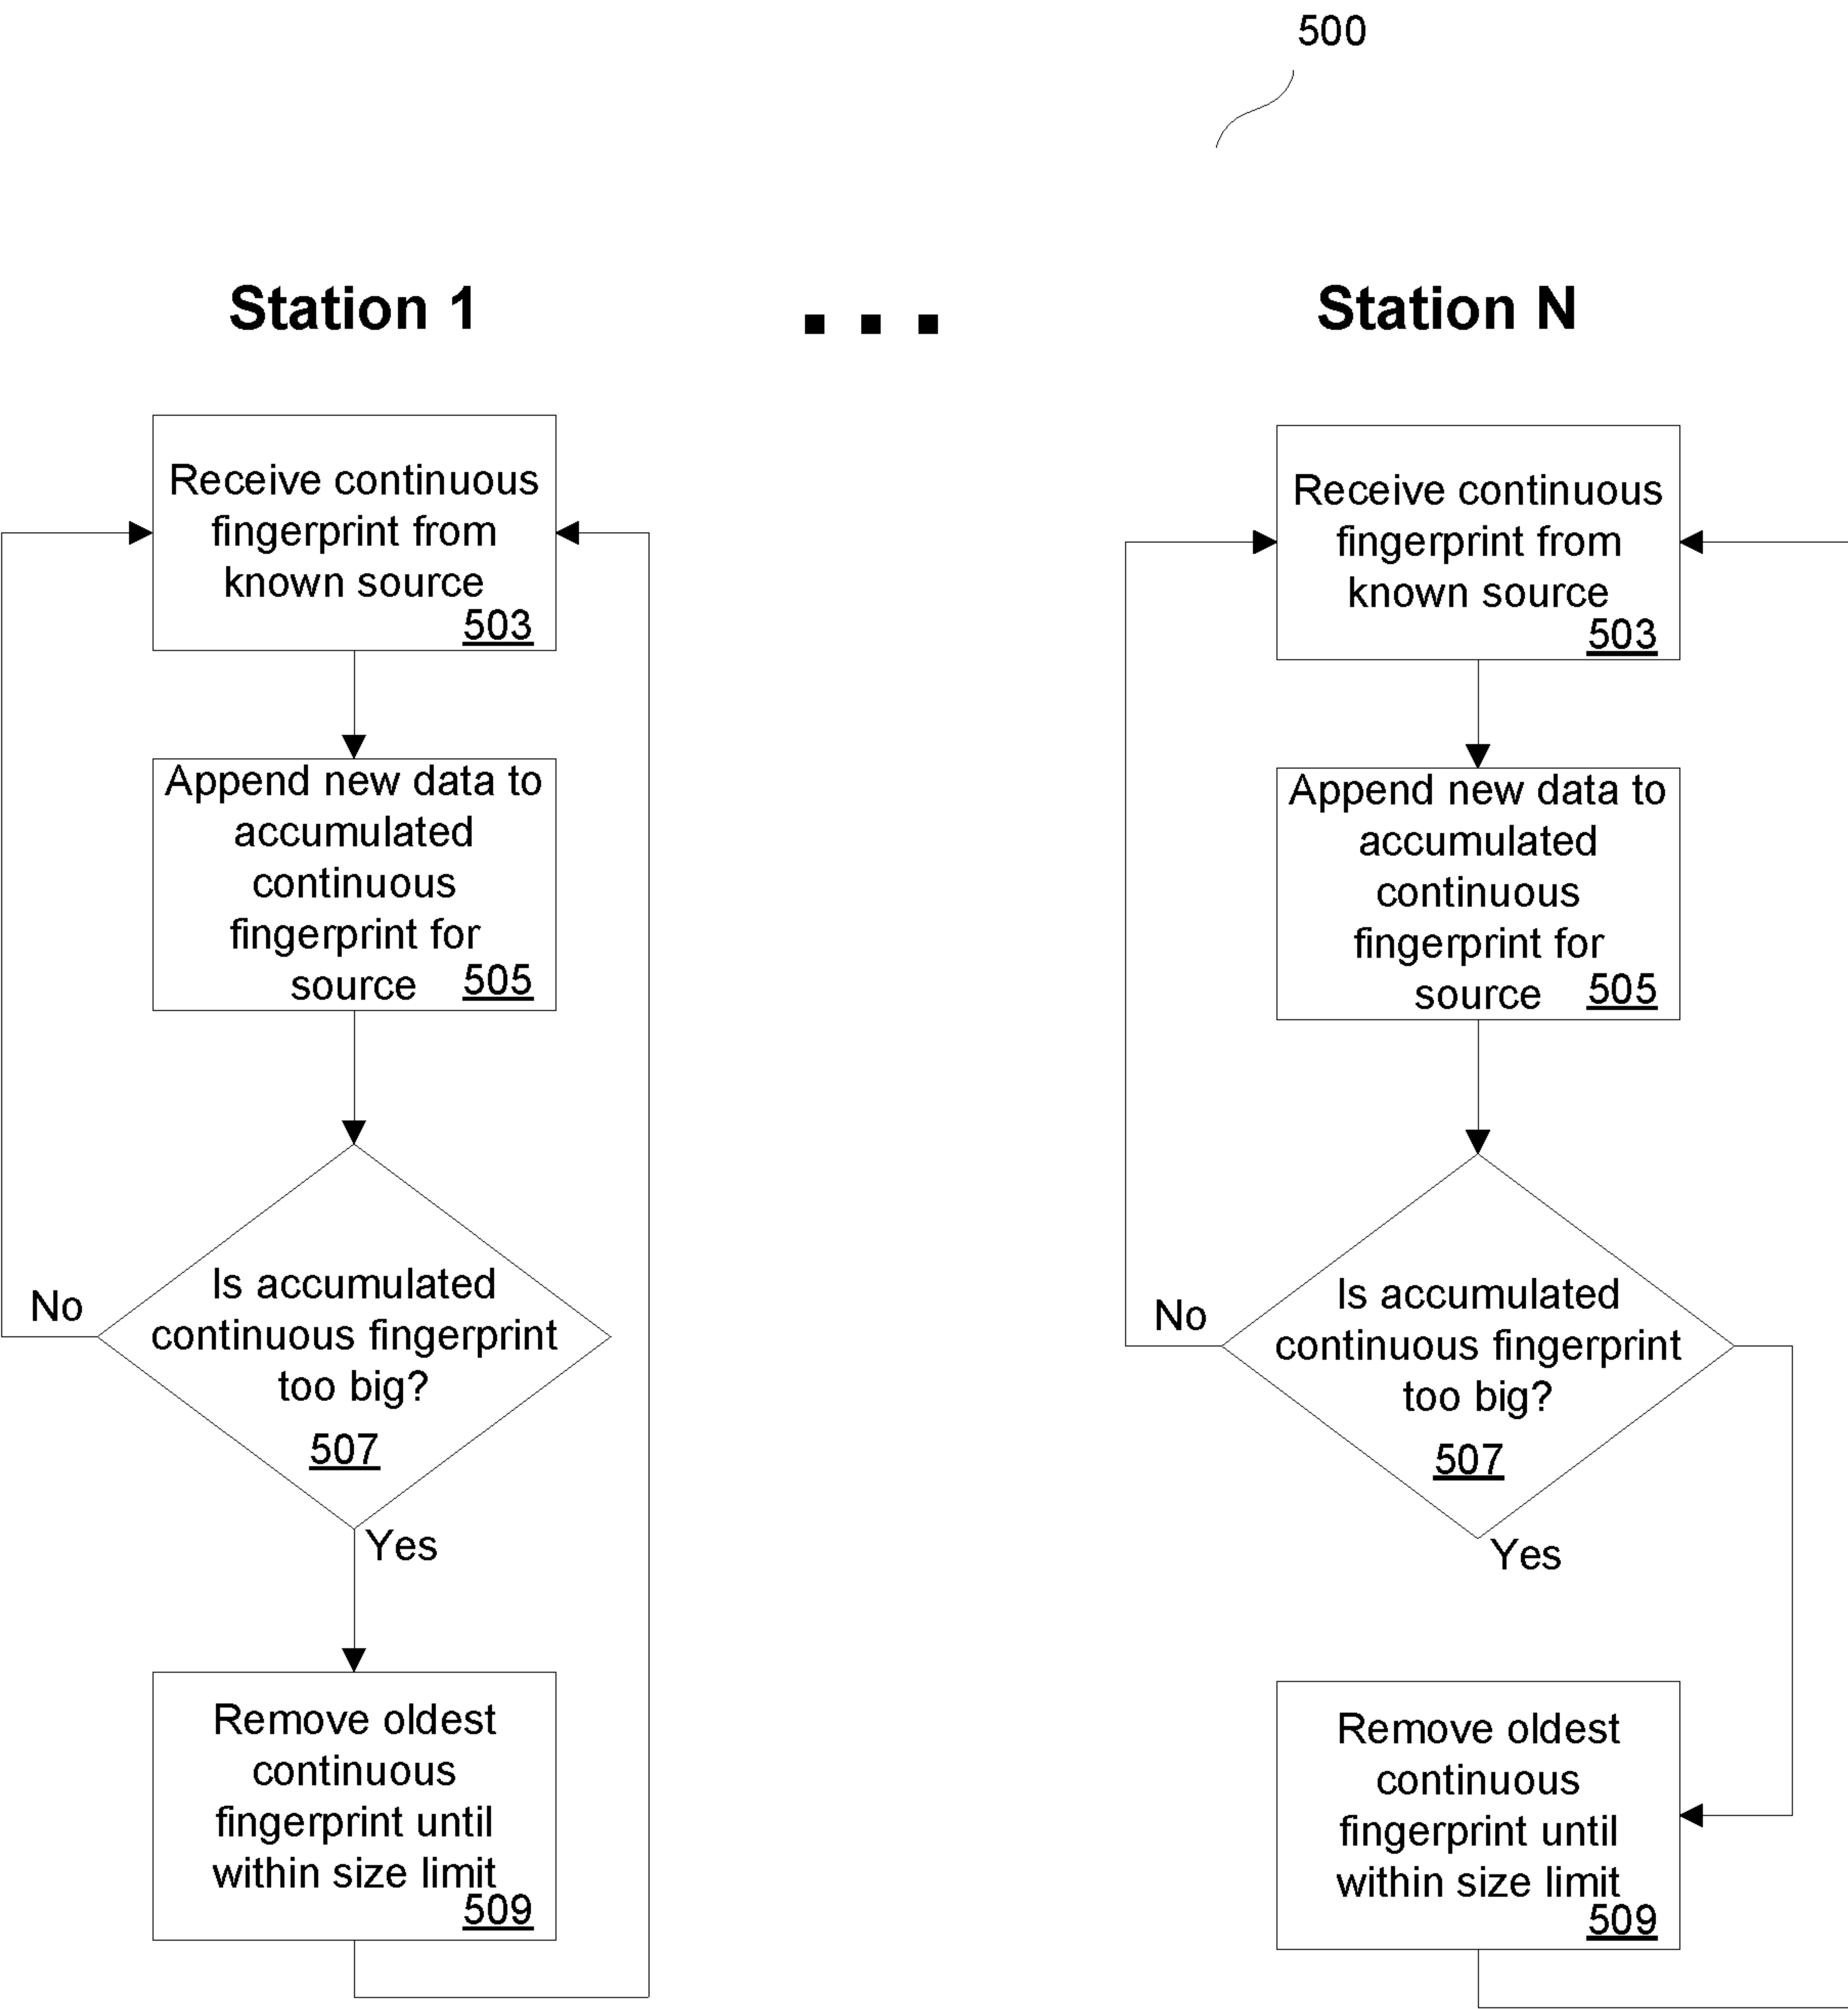 500
Station 1
...
Station N
Receive continuous
fingerprint from
known source
503
Append new data to
accumulated
continuous
fingerprint for
source 505
No
Is accumulated
continuous fingerprint
too big?
507
Yes
Remove oldest
continuous
fingerprint until
within size limit
509
Receive continuous
fingerprint from
known source
503
Append new data to
accumulated
continuous
fingerprint for
source 505
No
Is accumulated
continuous fingerprint
too big?
507
Yes
Remove oldest
continuous
fingerprint until
within size limit
509